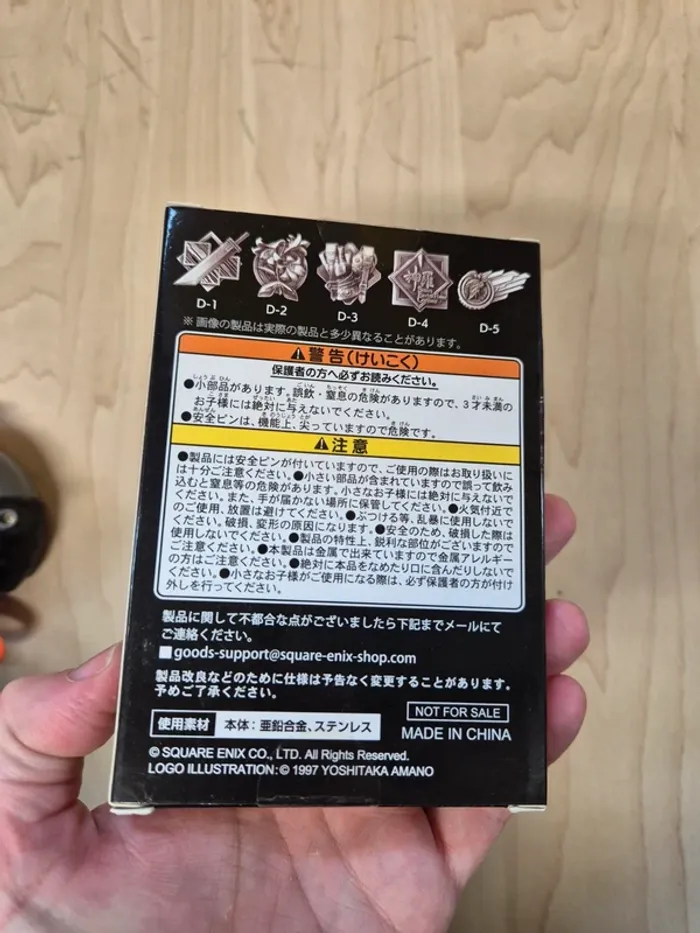 D-1
D-2
D-3
D-4
D-5
※ 画像の製品は実際の製品と多少異なることがあります。
⚠警告(けいこく)
保護者の方へ必ずお読みください。
●小部品があります。誤飲・窒息の危険がありますので、3才未満の
お子様には絶対に与えないでください。
●安全ピンは、機能上、尖っていますので危険です。
⚠注意
●製品には安全ピンが付いていますので、ご使用の際はお取り扱いに
は十分ご注意ください。●小さい部品が含まれていますので誤って飲み
込むと窒息等の危険があります。小さなお子様には絶対に与えないで
ください。また、手が届かない場所に保管してください。●火気付近で
のご使用、放置は避けてください。●ぶつける等、乱暴に使用しないで
ください。破損、変形の原因になります。●安全のため、破損した際は
使用しないでください。●製品の特性上、鋭利な部位がございますので
ご注意ください。●本製品は金属で出来ていますので金属アレルギー
の方はご注意ください。●絶対に本品をなめたり口に含んだりしないで
ください。●小さなお子様がご使用になる際は、必ず保護者の方が付け
外しを行ってください。
製品に関して不都合な点がございましたら下記までメールにて
ご連絡ください。
■goods-support@square-enix-shop.com
製品改良などのために仕様は予告なく変更することがあります。
予めご了承ください。
使用素材 本体：亜鉛合金、ステンレス
NOT FOR SALE
MADE IN CHINA
© SQUARE ENIX CO., LTD. All Rights Reserved.
LOGO ILLUSTRATION: © 1997 YOSHITAKA AMANO